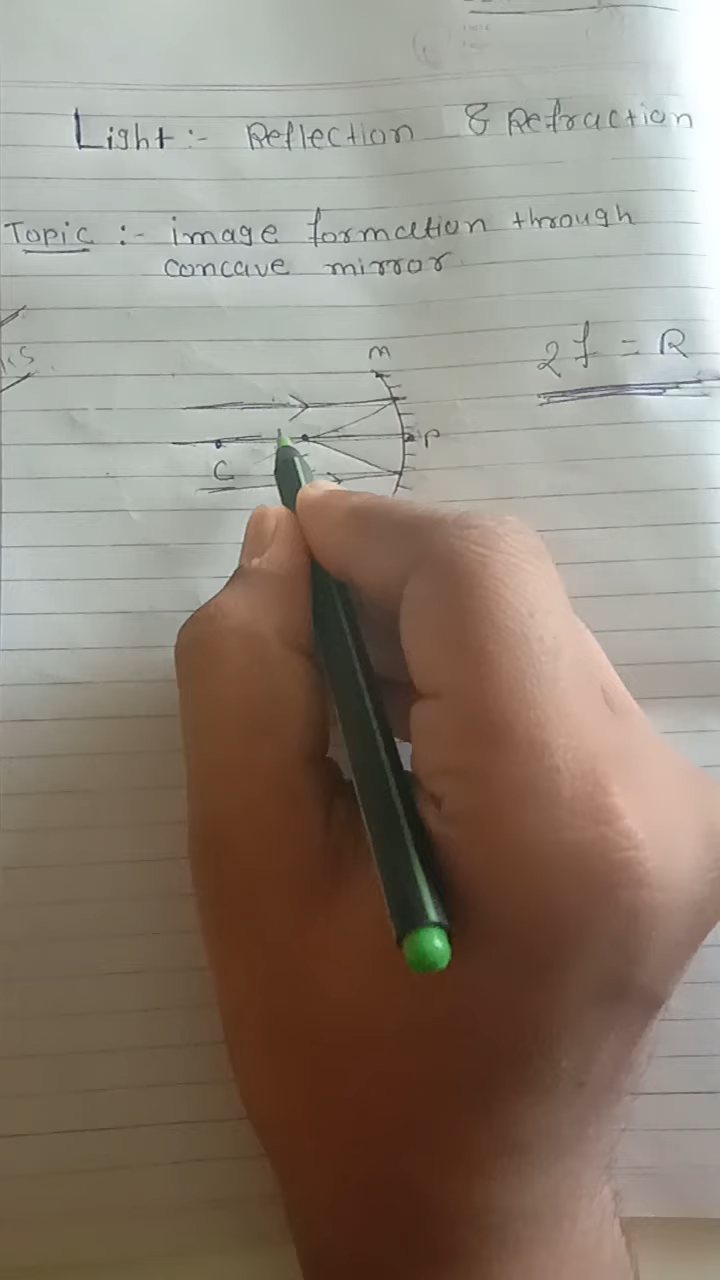 Light :- Reflection & Refraction
Topic :- image formation through
concave mirror
2f = R
M
P
C